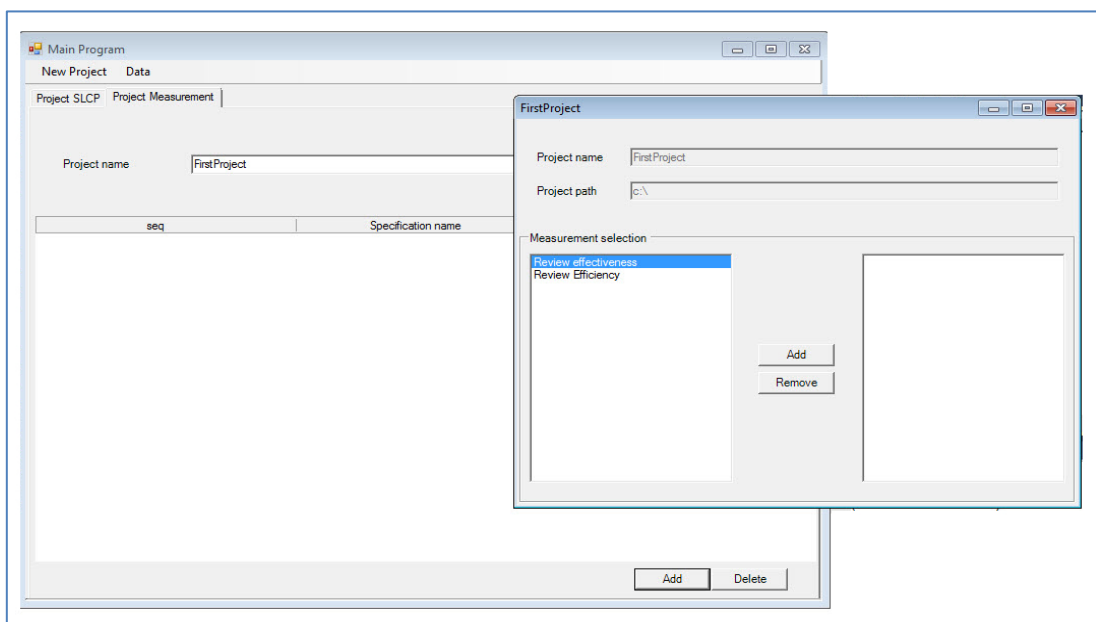 Main Program
New Project Data
Project SLCP Project Measurement
Project name FirstProject
seq Specification name
Add Delete
FirstProject
Project name FirstProject
Project path c:\
Measurement selection
Review effectiveness
Review Efficiency
Add
Remove